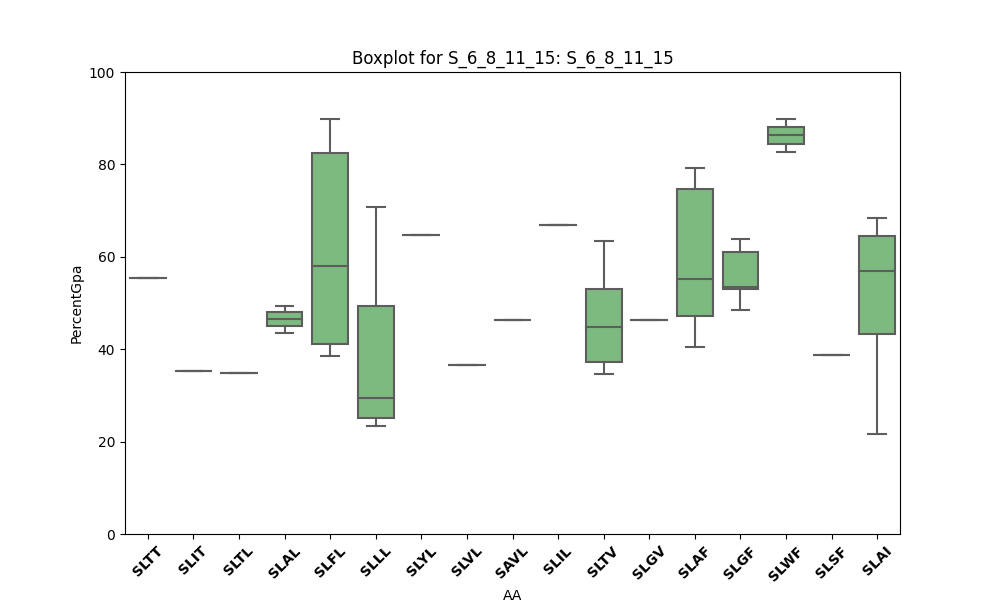 Boxplot for S_6_8_11_15: S_6_8_11_15
100
80
60
40
20
0
PercentGpa
SLTT SLIT SLTL SLAL SLFL SLLL SLYL SLVL SAVL SLIL SLTV SLGV SLAF SLGF SLWF SLSF SLAI
AA